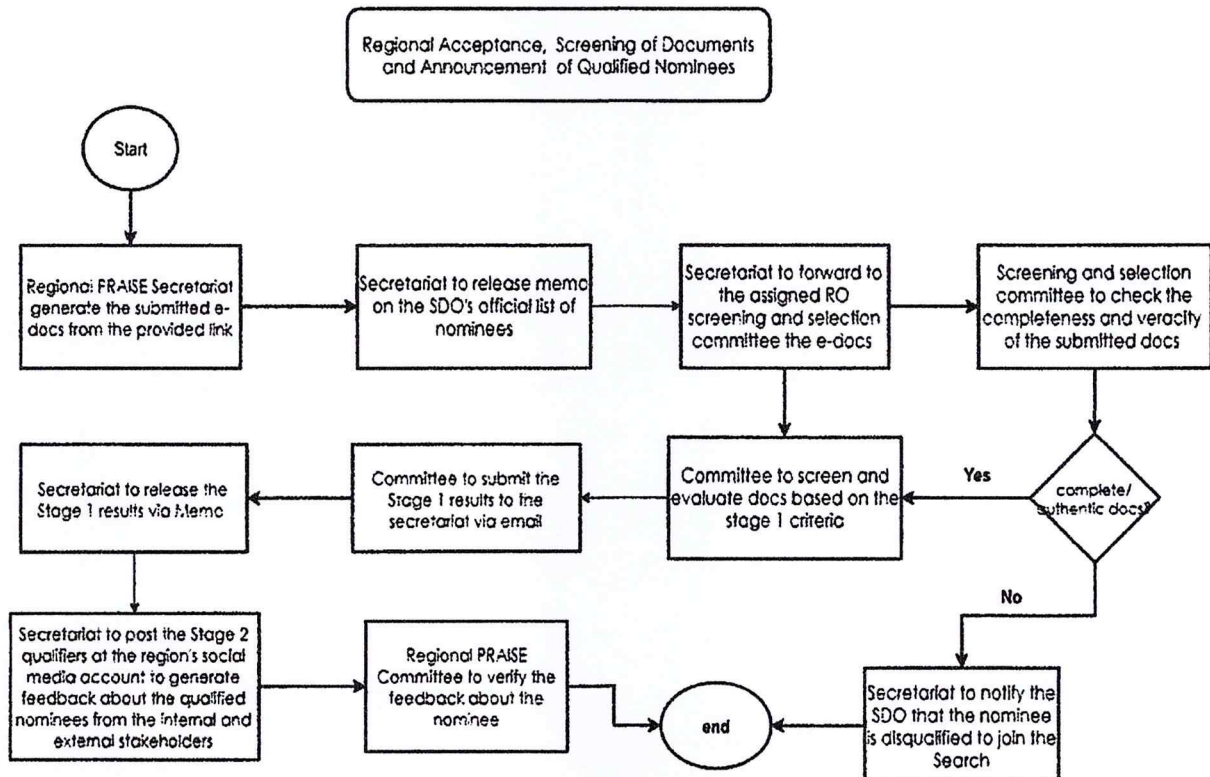 Regional Acceptance, Screening of Documents
and Announcement of Qualified Nominees
Start
Regional PRAISE Secretariat
generate the submitted e-
docs from the provided link
Secretariat to release memo
on the SDO's official list of
nominees
Secretariat to forward to
the assigned RO
screening and selection
committee the e-docs
Screening and selection
committee to check the
completeness and veracity
of the submitted docs
Secretariat to release the
Stage 1 results via Memo
Committee to submit the
Stage 1 results to the
secretariat via email
Committee to screen and
evaluate docs based on the
stage 1 criteria
Yes
complete/
authentic docs?
No
Secretariat to post the Stage 2
qualifiers at the region's social
media account to generate
feedback about the qualified
nominees from the internal and
external stakeholders
Regional PRAISE
Committee to verify the
feedback about the
nominee
end
Secretariat to notify the
SDO that the nominee
is disqualified to join the
Search